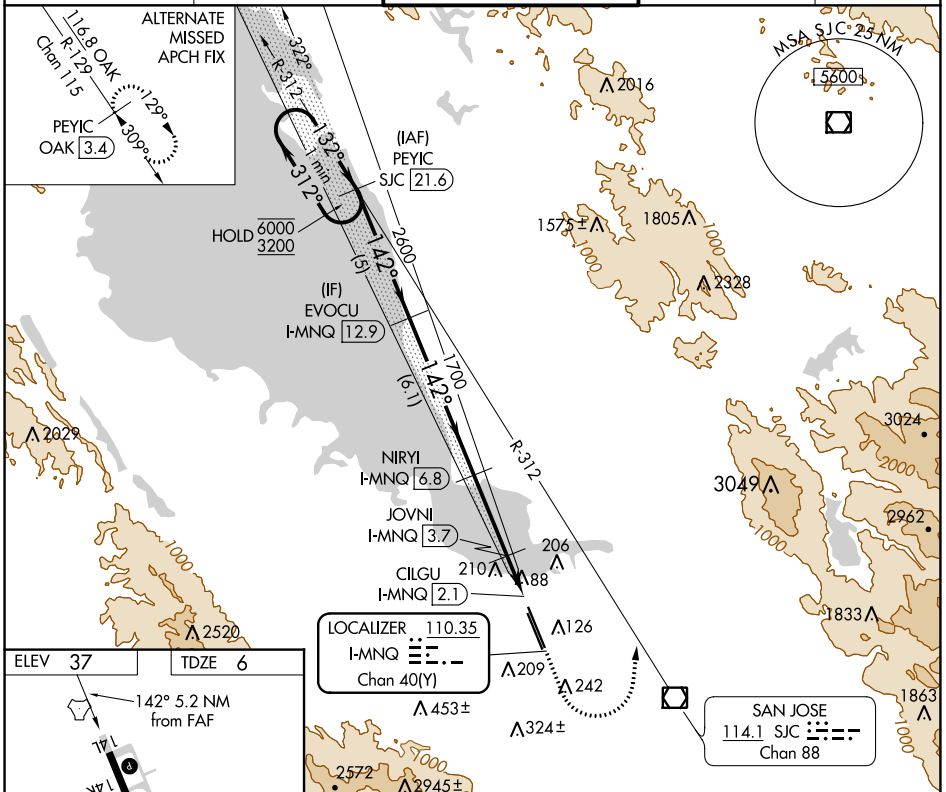 ALTERNATE
MISSED
APCH FIX
116.8 OAK
R-129
Chan 115
129°
309°
PEYIC
OAK 3.4
322°
R-312
132°
1 min
312°
(IAF)
PEYIC
SJC 21.6
HOLD 6000
3200
142°
2600
(5)
(IF)
EVOCU
I-MNQ 12.9
142°
1700
(6.1)
R-312
NIRYI
I-MNQ 6.8
JOVNI
I-MNQ 3.7
CILGU
I-MNQ 2.1
LOCALIZER 110.35
I-MNQ
Chan 40(Y)
MSA SJC 25 NM
5600
2016
1575±
1805
1000
1000
2328
2029
1000
2520
3049
1000
3024
2000
2962
1833
1000
1863
1000
210
88
206
126
209
242
453±
324±
2572
2945±
1000
SAN JOSE
114.1 SJC
Chan 88
ELEV 37
TDZE 6
142° 5.2 NM
from FAF
14L
P